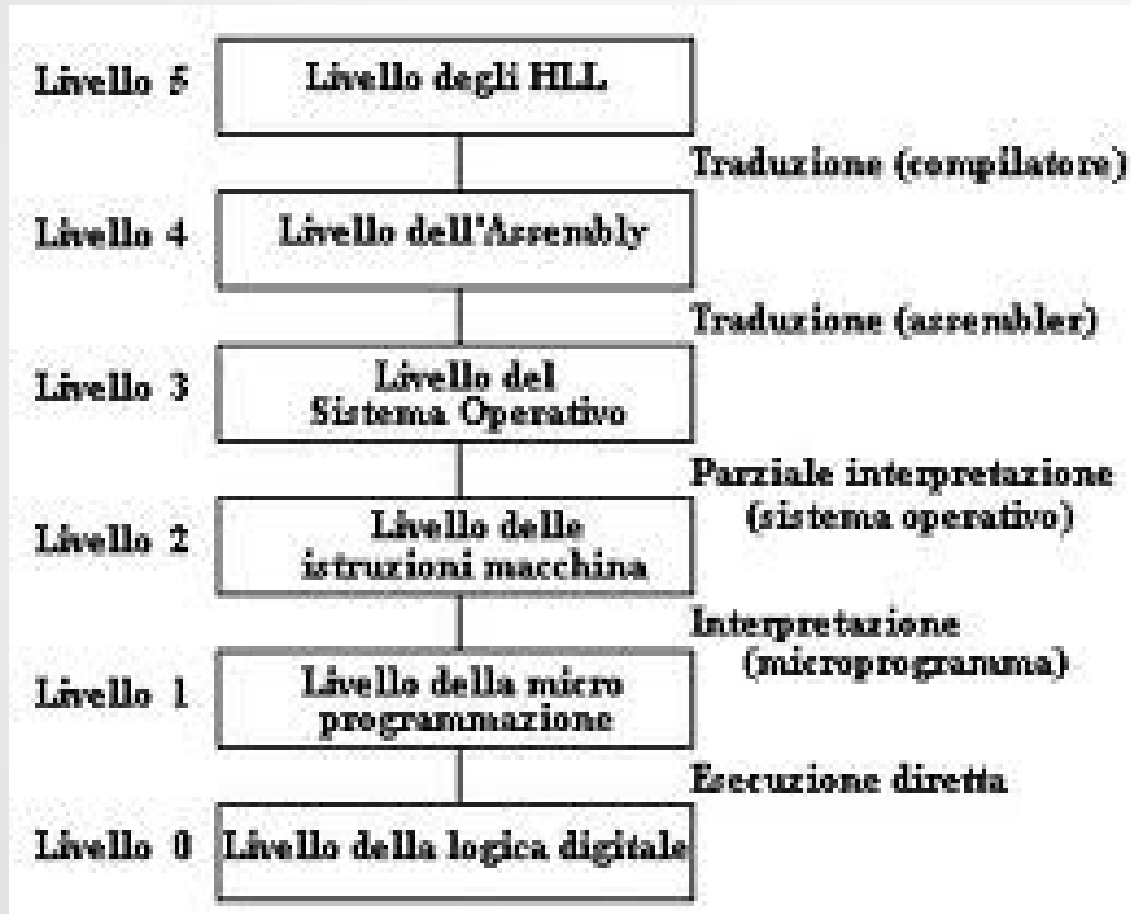 Livello 5
Livello degli HLL
Traduzione (compilatore)
Livello 4
Livello dell'Assembly
Traduzione (assembler)
Livello 3
Livello del
Sistema Operativo
Parziale interpretazione
(sistema operativo)
Livello 2
Livello delle
istruzioni macchina
Interpretazione
(microprogramma)
Livello 1
Livello della micro
programmazione
Esecuzione diretta
Livello 0
Livello della logica digitale